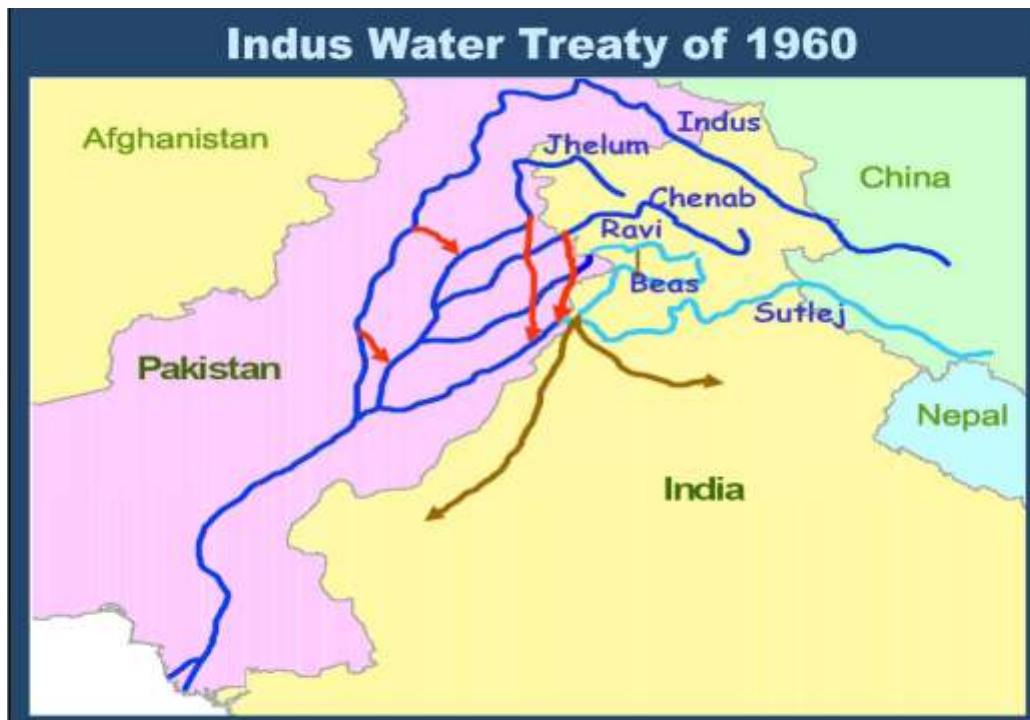 Indus Water Treaty of 1960
Afghanistan
Indus
Jhelum
China
Chenab
Ravi
Beas
Sutlej
Pakistan
Nepal
India